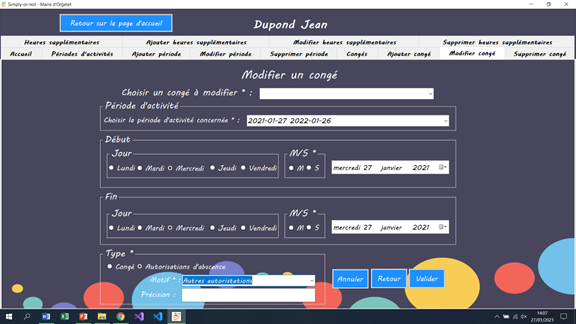 Simply-or-not - Mairie d'Orgelet
Retour sur la page d'accueil
Dupond Jean
Heures supplémentaires Ajouter heures supplémentaires Modifier heures supplémentaires Supprimer heures supplémentaires
Accueil Périodes d'activités Ajouter période Modifier période Supprimer période Congés Ajouter congé Modifier congé Supprimer congé
Modifier un congé
Choisir un congé à modifier * :
Période d'activité
Choisir la période d'activité concernée * : 2021-01-27 2022-01-26
Début
Jour M/S *
Lundi Mardi Mercredi Jeudi Vendredi M S mercredi 27 janvier 2021
Fin
Jour M/S *
Lundi Mardi Mercredi Jeudi Vendredi M S mercredi 27 janvier 2021
Type *
Congé Autorisations d'absence
Motif * : Autres autorisations
Précision :
Annuler Retour Valider
14:07
27/01/2021